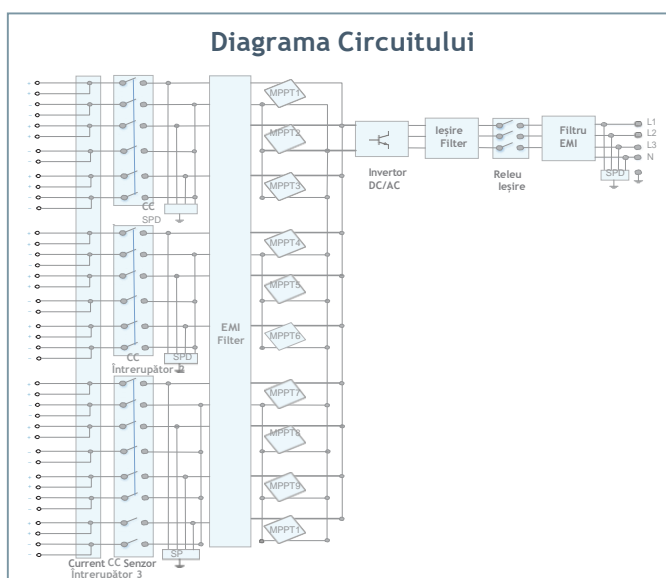 Diagrama Circuitului
MPPT1
MPPT2
MPPT3
CC
SPD
Invertor
DC/AC
Ieșire
Filter
Releu
Ieșire
Filtru
EMI
L1
L2
L3
N
SPD
MPPT4
MPPT5
MPPT6
EMI
Filter
SPD
CC
Întrerupător 2
MPPT7
MPPT8
MPPT9
MPPT1
SP
Current CC Senzor
Întrerupător 3